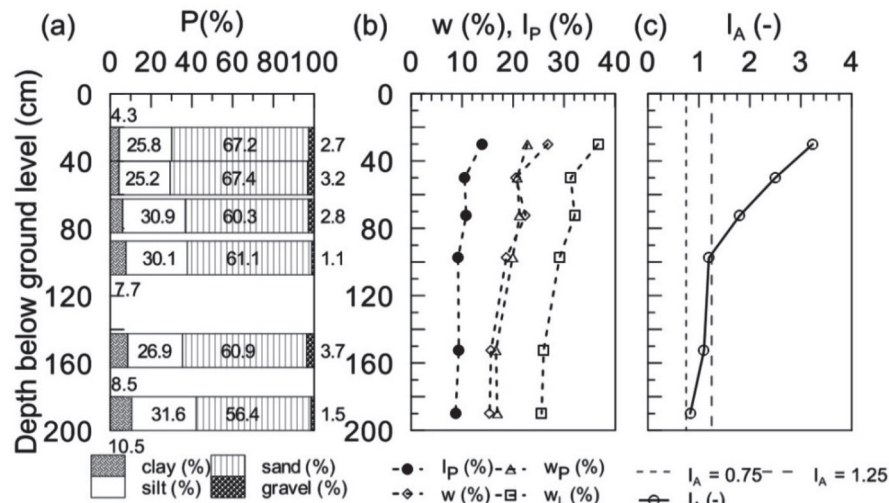 (a) P(%) (b) w (%), I_P (%) (c) I_A (-)
0 20 40 60 80 100 0 10 20 30 40 0 1 2 3 4
Depth below ground level (cm)
0 4.3 0 0
25.8 67.2 2.7
40 25.2 67.4 3.2 40 40
30.9 60.3 2.8
80 80 80
30.1 61.1 1.1
120 7.7 120 120
160 26.9 60.9 3.7 160 160
8.5
31.6 56.4 1.5
200 200 200
10.5
clay (%) sand (%) I_P (%) w_P (%) I_A = 0.75 I_A = 1.25
silt (%) gravel (%) w (%) w_L (%)